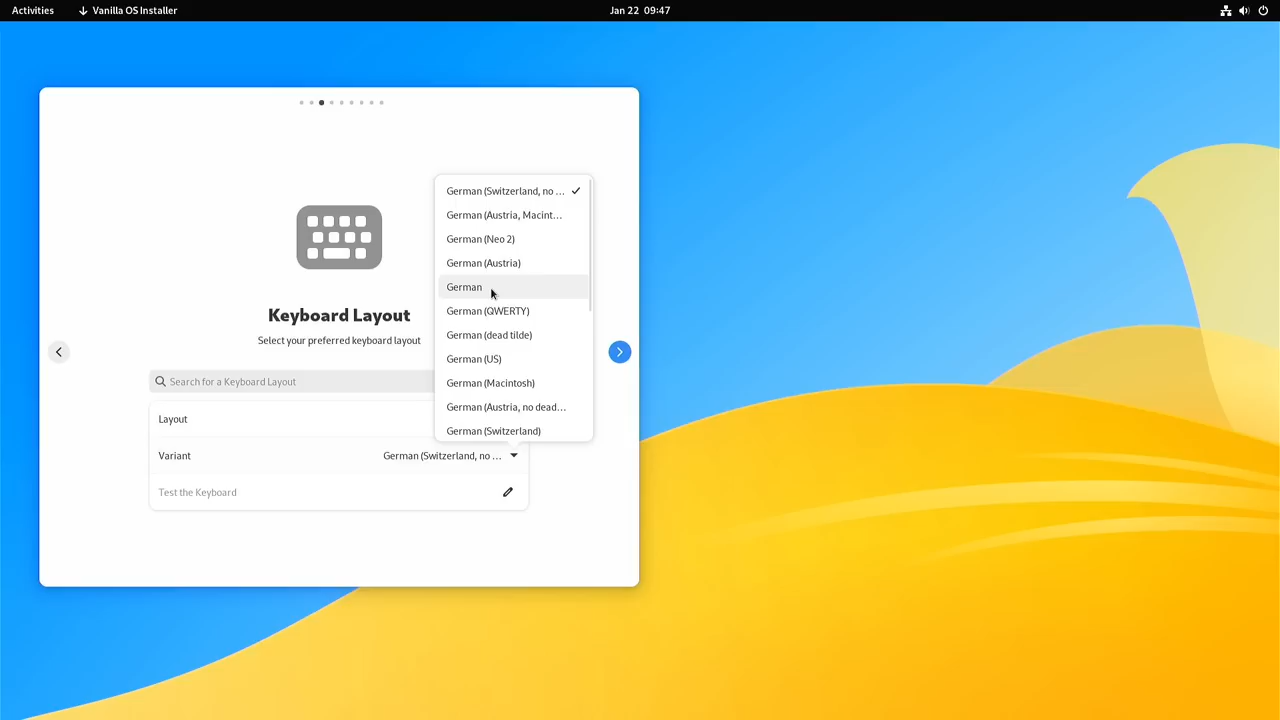 Activities
Vanilla OS Installer
Jan 22 09:47
Keyboard Layout
Select your preferred keyboard layout
Search for a Keyboard Layout
Layout
Variant
German (Switzerland, no ...
Test the Keyboard
German (Switzerland, no ...
German (Austria, Macint...
German (Neo 2)
German (Austria)
German
German (QWERTY)
German (dead tilde)
German (US)
German (Macintosh)
German (Austria, no dead...
German (Switzerland)